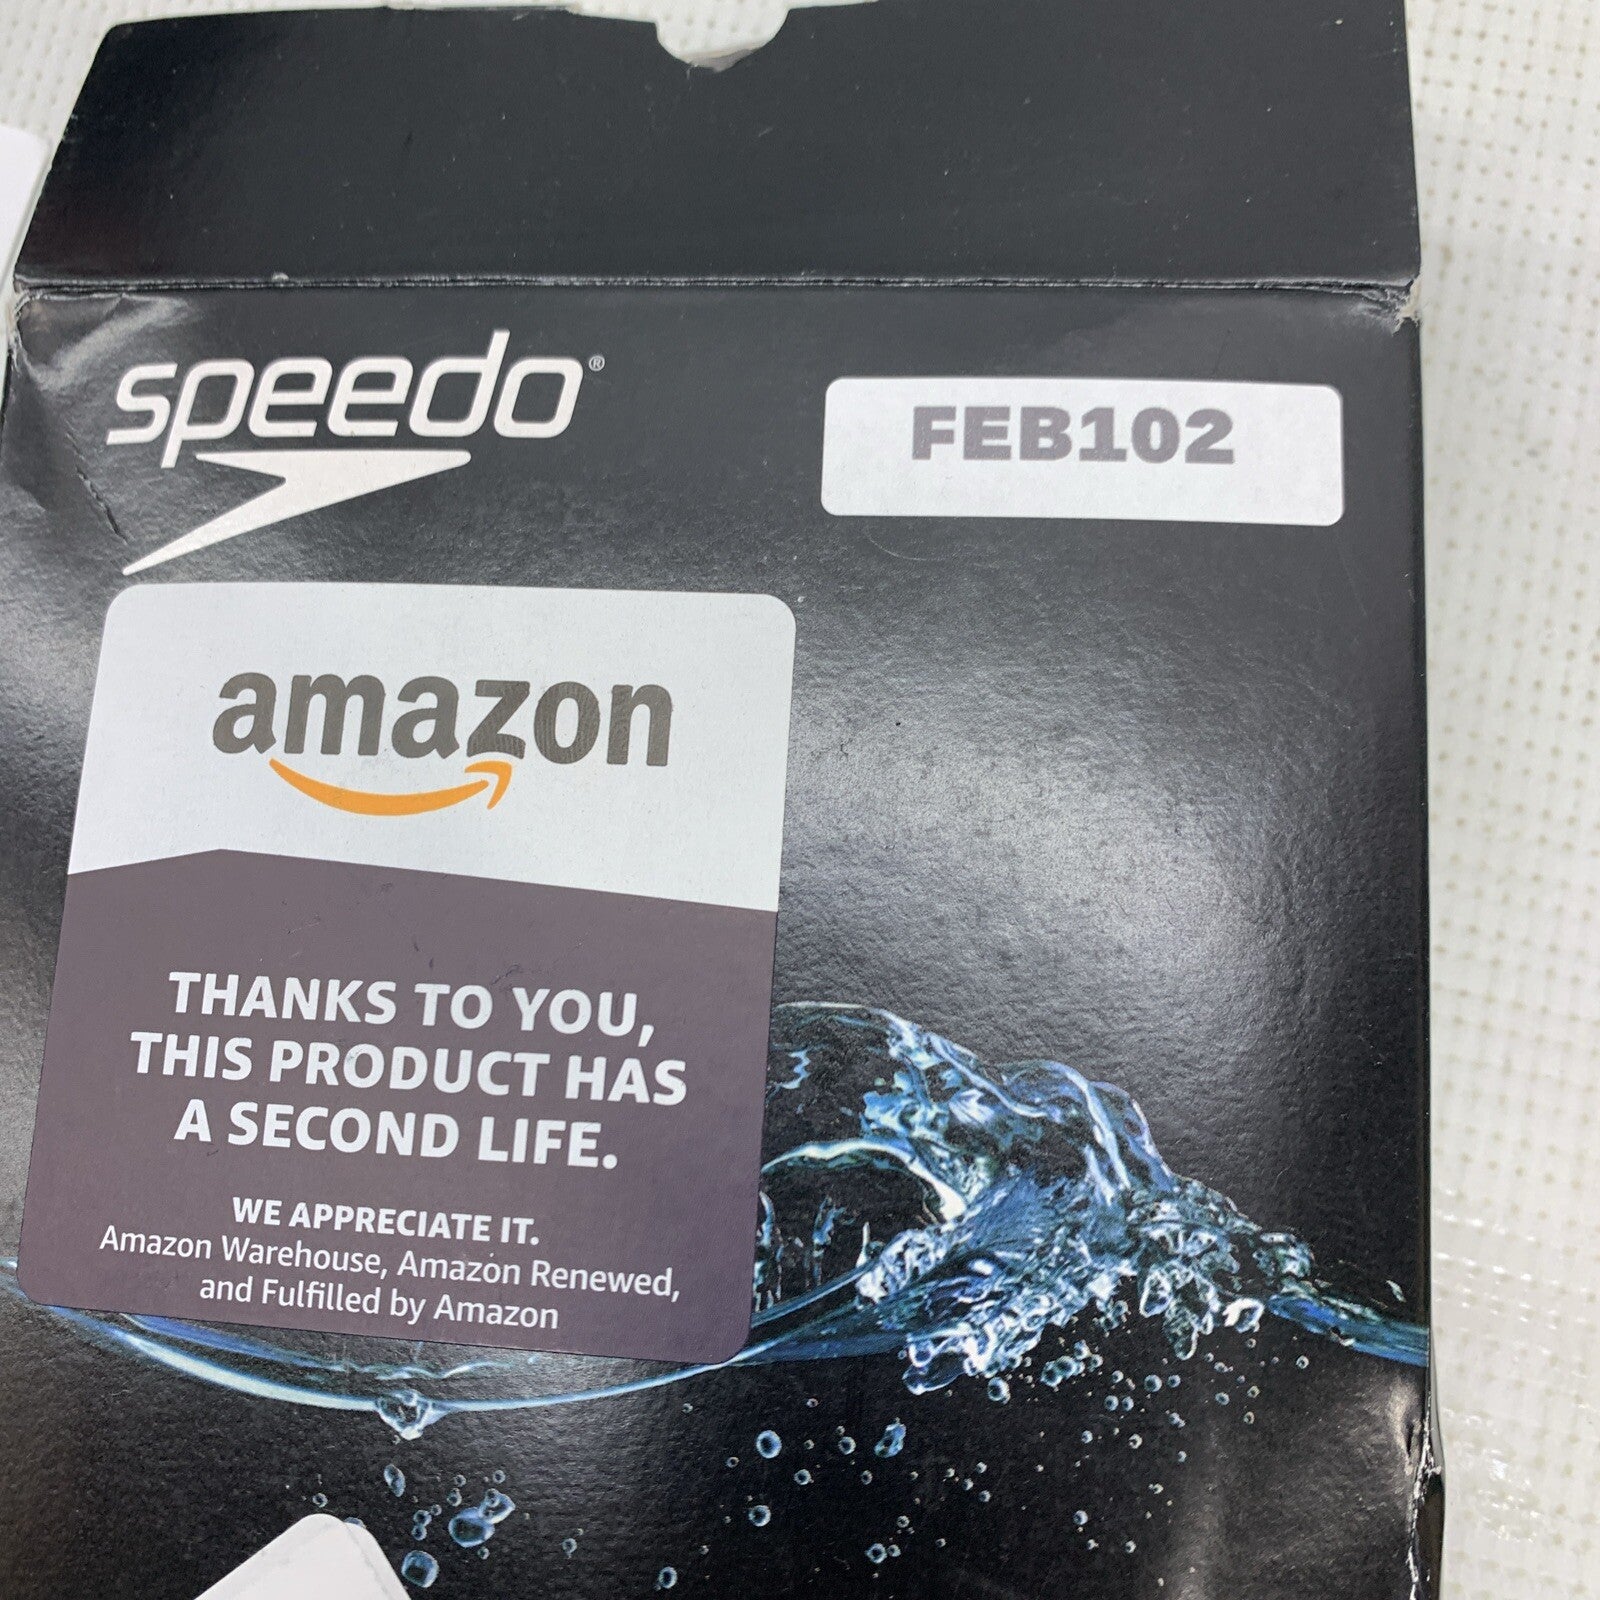 speedo®
FEB102
amazon
THANKS TO YOU,
THIS PRODUCT HAS
A SECOND LIFE.
WE APPRECIATE IT.
Amazon Warehouse, Amazon Renewed,
and Fulfilled by Amazon